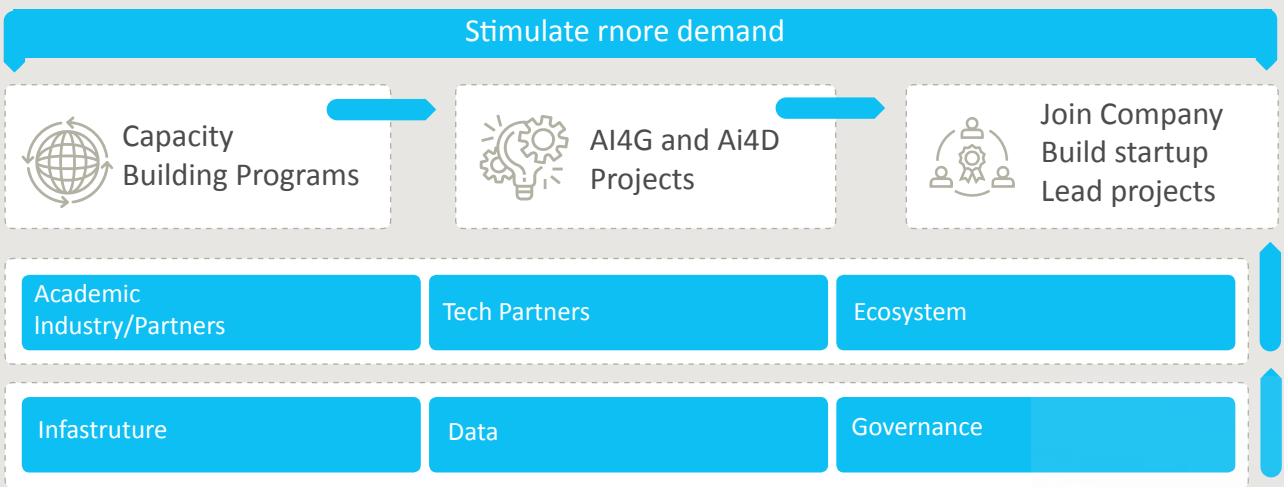 Stimulate rnore demand
Capacity
Building Programs
AI4G and Ai4D
Projects
Join Company
Build startup
Lead projects
Academic
Industry/Partners
Tech Partners
Ecosystem
Infastruture
Data
Governance